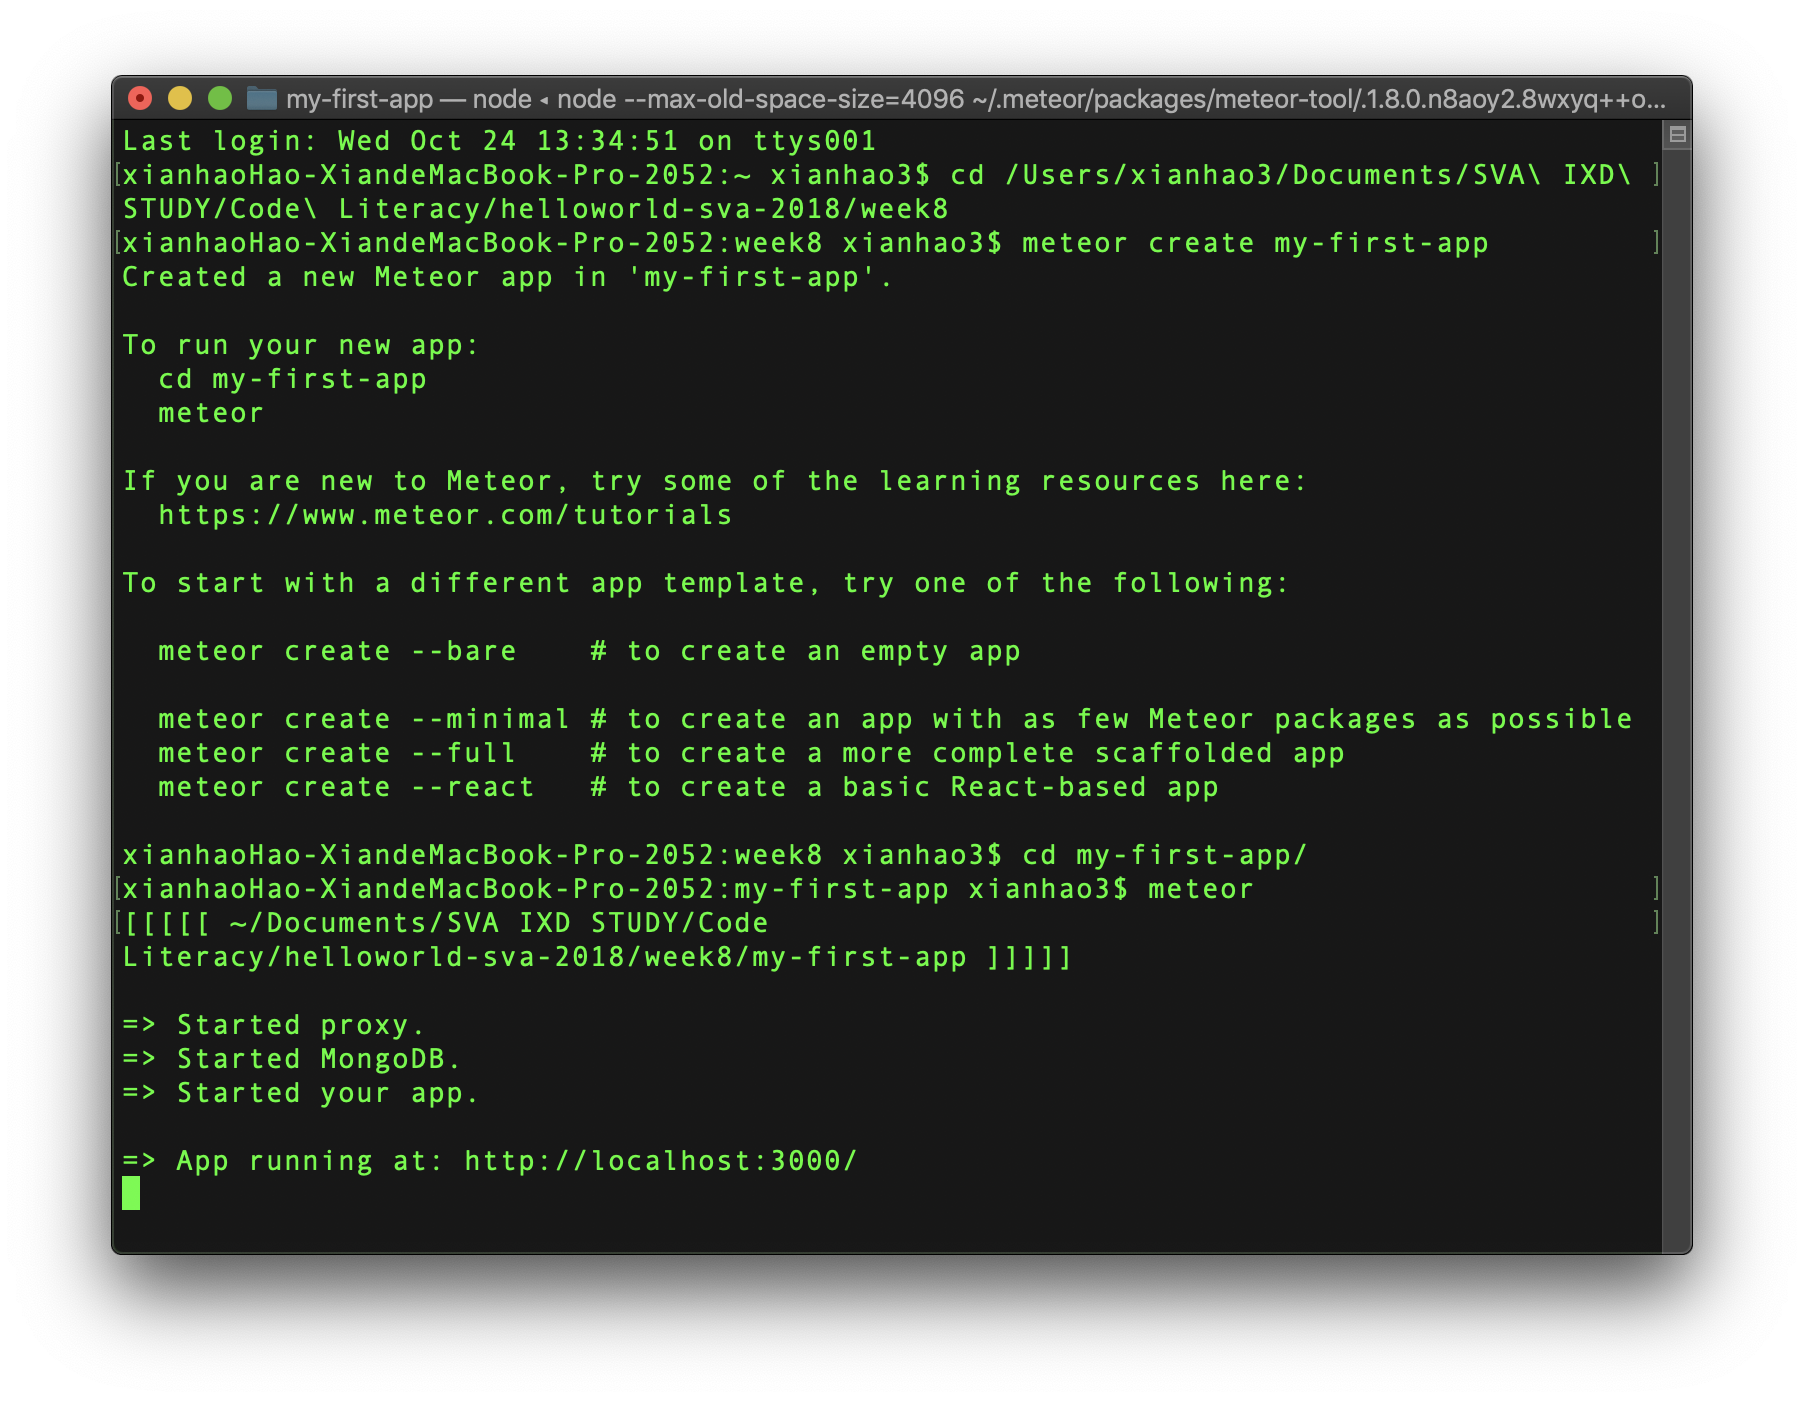 my-first-app — node ◂ node --max-old-space-size=4096 ~/.meteor/packages/meteor-tool/.1.8.0.n8aoy2.8wxyq++o...
Last login: Wed Oct 24 13:34:51 on ttys001
[xianhaoHao-XiandeMacBook-Pro-2052:~ xianhao3$ cd /Users/xianhao3/Documents/SVA\ IXD\ ]
STUDY/Code\ Literacy/helloworld-sva-2018/week8
[xianhaoHao-XiandeMacBook-Pro-2052:week8 xianhao3$ meteor create my-first-app ]
Created a new Meteor app in 'my-first-app'.
To run your new app:
  cd my-first-app
  meteor
If you are new to Meteor, try some of the learning resources here:
  https://www.meteor.com/tutorials
To start with a different app template, try one of the following:
  meteor create --bare    # to create an empty app
  meteor create --minimal # to create an app with as few Meteor packages as possible
  meteor create --full    # to create a more complete scaffolded app
  meteor create --react   # to create a basic React-based app
xianhaoHao-XiandeMacBook-Pro-2052:week8 xianhao3$ cd my-first-app/
[xianhaoHao-XiandeMacBook-Pro-2052:my-first-app xianhao3$ meteor ]
[[[[[[ ~/Documents/SVA IXD STUDY/Code ]
Literacy/helloworld-sva-2018/week8/my-first-app ]]]]]
=> Started proxy.
=> Started MongoDB.
=> Started your app.
=> App running at: http://localhost:3000/